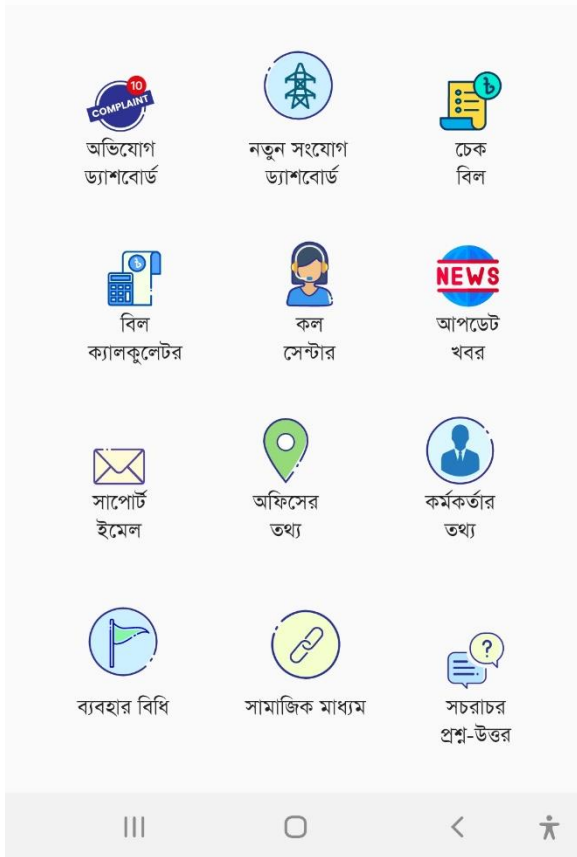 10
COMPLAINT
অভিযোগ
ড্যাশবোর্ড
নতুন সংযোগ
ড্যাশবোর্ড
৳
চেক
বিল
৳
বিল
ক্যালকুলেটর
কল
সেন্টার
NEWS
আপডেট
খবর
সাপোর্ট
ইমেল
অফিসের
তথ্য
কর্মকর্তার
তথ্য
ব্যবহার বিধি
সামাজিক মাধ্যম
?
সচরাচর
প্রশ্ন-উত্তর